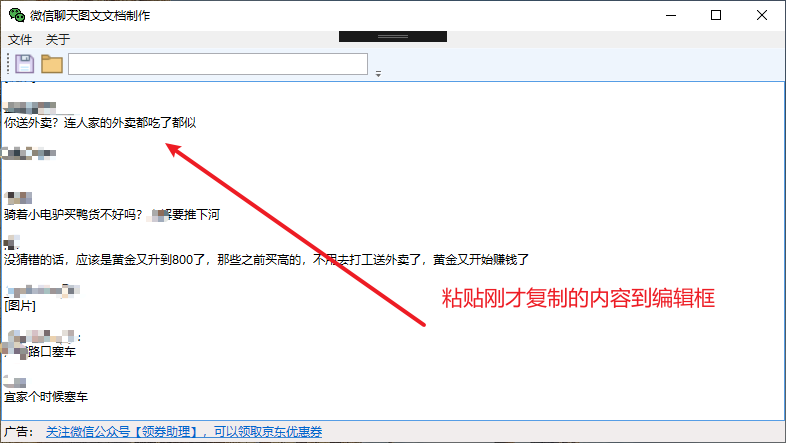 微信聊天图文文档制作
文件 关于
你送外卖？连人家的外卖都吃了都似
骑着小电驴买鸭货不好吗？ 要推下河
没猜错的话，应该是黄金又升到800了，那些之前买高的，不用去打工送外卖了，黄金又开始赚钱了
[图片]
粘贴刚才复制的内容到编辑框
路口塞车
宜家个时候塞车
广告： 关注微信公众号【领券助理】，可以领取京东优惠券